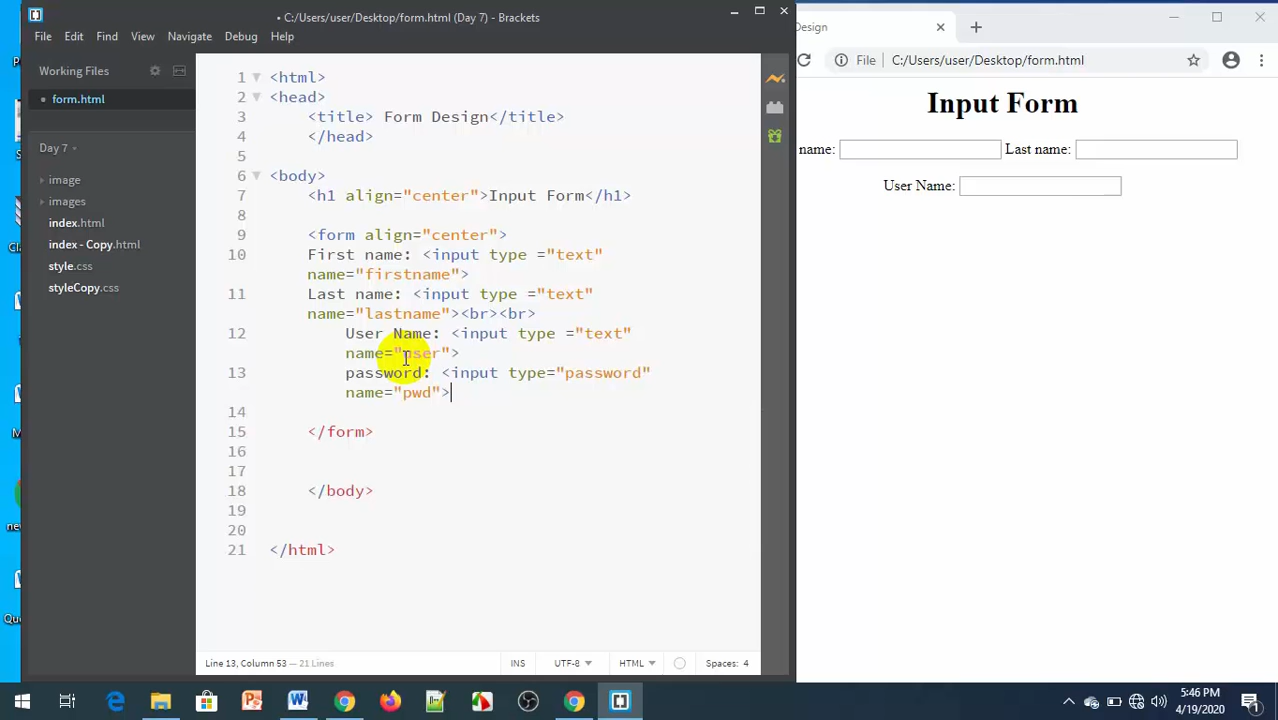 • C:/Users/user/Desktop/form.html (Day 7) - Brackets
File Edit Find View Navigate Debug Help
Working Files
• form.html
Day 7
image
images
index.html
index - Copy.html
style.css
styleCopy.css
1 <html>
2 <head>
3 <title> Form Design</title>
4 </head>
5
6 <body>
7 <h1 align="center">Input Form</h1>
8
9 <form align="center">
10 First name: <input type ="text"
name="firstname">
11 Last name: <input type ="text"
name="lastname"><br><br>
12 User Name: <input type ="text"
name="user">
13 password: <input type="password"
name="pwd">
14
15 </form>
16
17
18 </body>
19
20
21 </html>
Line 13, Column 53 — 21 Lines
INS UTF-8 HTML Spaces: 4
Design
File C:/Users/user/Desktop/form.html
Input Form
name: Last name:
User Name:
5:46 PM
4/19/2020